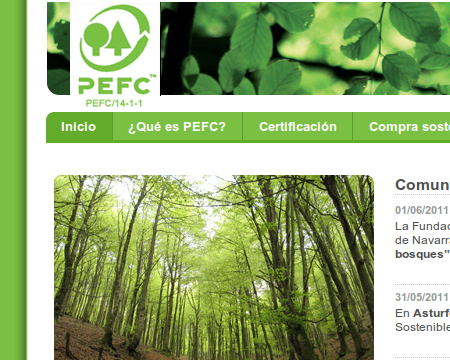 PEFC™
PEFC/14-1-1
Inicio
¿Qué es PEFC?
Certificación
Compra soste
Comun
01/06/2011
La Fundac
de Navarra
bosques"
31/05/2011
En Asturfo
Sostenible